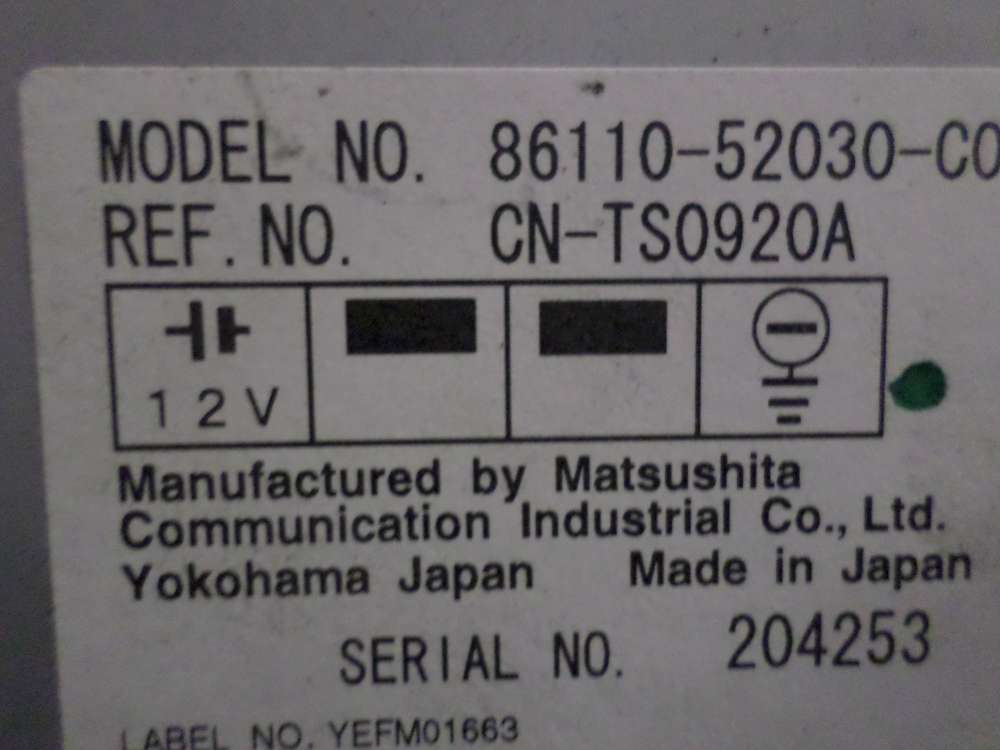 MODEL NO. 86110-52030-C0
REF. NO. CN-TS0920A
12V
Manufactured by Matsushita
Communication Industrial Co., Ltd.
Yokohama Japan Made in Japan
SERIAL NO. 204253
LABEL NO. YEFM01663